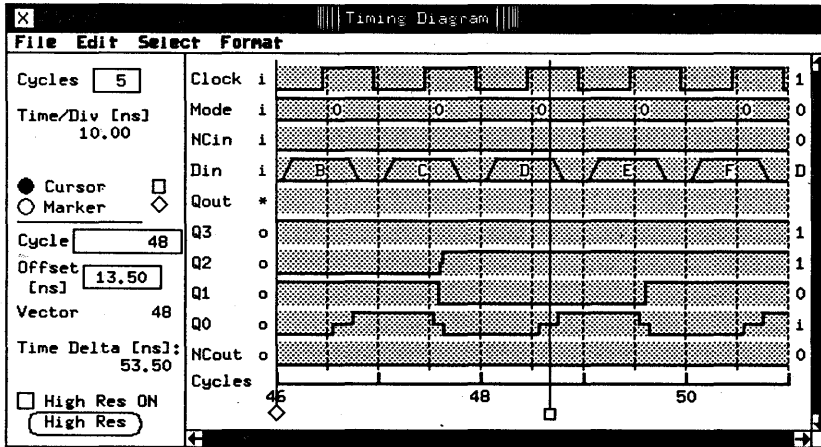 Timing Diagram
File Edit Select Format
Cycles 5
Time/Div [ns]
10.00
Cursor
Marker
Cycle 48
Offset [ns] 13.50
Vector 48
Time Delta [ns]:
53.50
High Res ON
High Res
Clock i 1
Mode i 0 0 0 0 0 0
NCin i 0
Din i B C D E F D
Qout *
Q3 o 1
Q2 o 1
Q1 o 0
Q0 o i
NCout o 0
Cycles
46 48 50